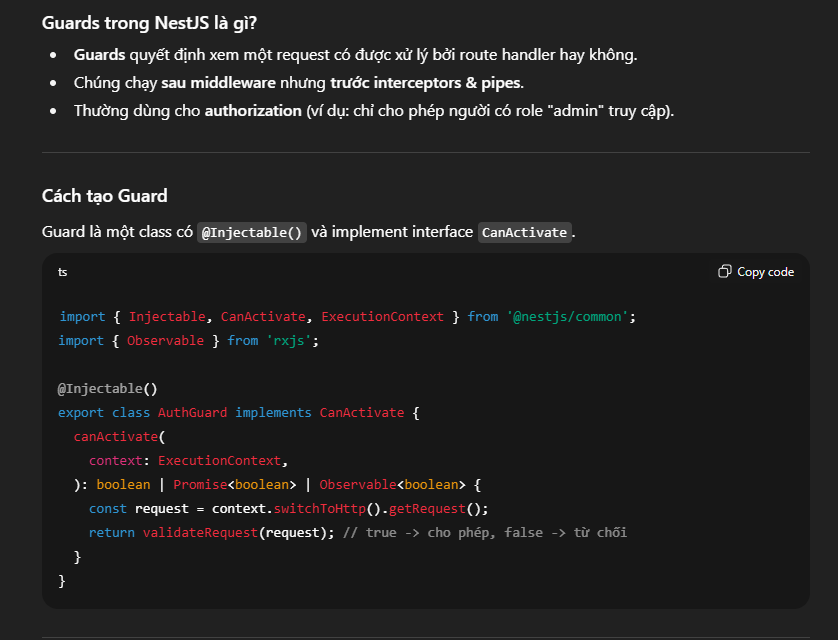 Guards trong NestJS là gì?
• Guards quyết định xem một request có được xử lý bởi route handler hay không.
• Chúng chạy sau middleware nhưng trước interceptors & pipes.
• Thường dùng cho authorization (ví dụ: chỉ cho phép người có role "admin" truy cập).
Cách tạo Guard
Guard là một class có @Injectable() và implement interface CanActivate.
ts Copy code
import { Injectable, CanActivate, ExecutionContext } from '@nestjs/common';
import { Observable } from 'rxjs';
@Injectable()
export class AuthGuard implements CanActivate {
  canActivate(
    context: ExecutionContext,
  ): boolean | Promise<boolean> | Observable<boolean> {
    const request = context.switchToHttp().getRequest();
    return validateRequest(request); // true -> cho phép, false -> từ chối
  }
}